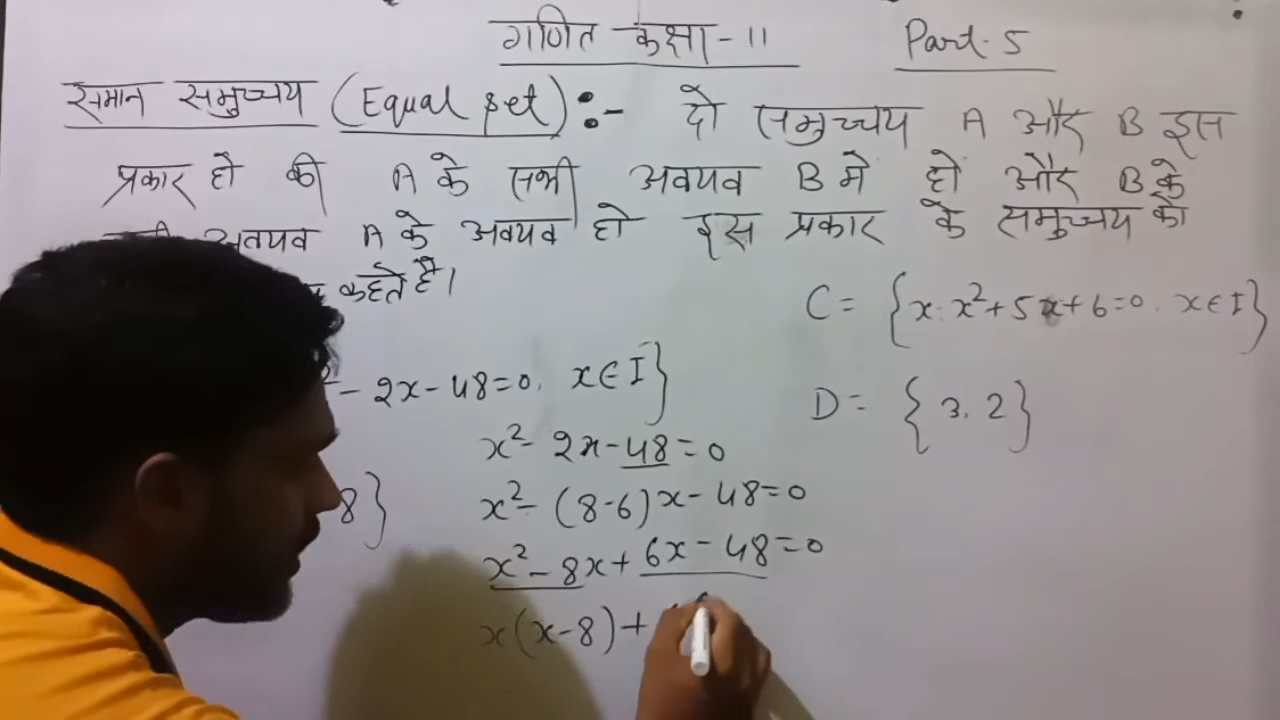 गणित कक्षा - 11 Part-5
समान समुच्चय (Equal set) :- दो समुच्चय A और B इस
प्रकार हो की A के सभी अवयव B मे हों और B के
अवयव A के अवयव हो इस प्रकार के समुच्चय को
कहते है।
C = {x: x²+5x+6=0, x∈I}
- 2x - 48=0, x∈I}
D = {3, 2}
x² - 2x - 48 = 0
8}
x² - (8-6)x - 48=0
x² - 8x + 6x - 48=0
x(x-8)+